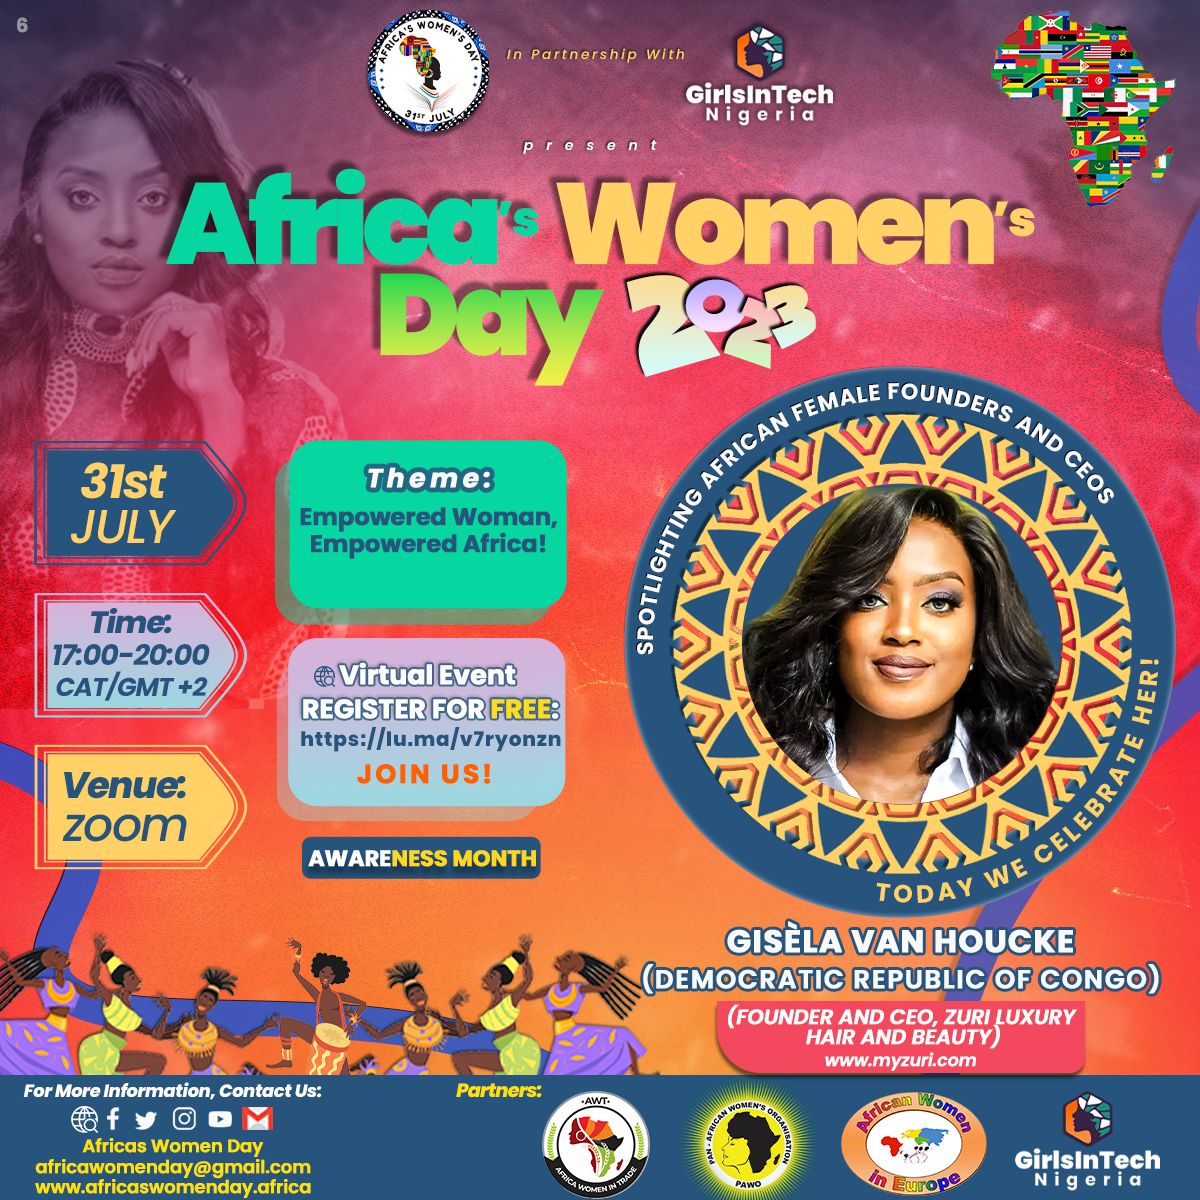 6
AFRICA'S WOMEN'S DAY
31ST JULY
In Partnership With
GirlsInTech
Nigeria
present
Africa's Women's
Day 2023
31st
JULY
Theme:
Empowered Woman,
Empowered Africa!
Time:
17:00-20:00
CAT/GMT +2
Virtual Event
REGISTER FOR FREE:
https://lu.ma/v7ryonzn
JOIN US!
Venue:
zoom
AWARENESS MONTH
SPOTLIGHTING AFRICAN FEMALE FOUNDERS AND CEOS
TODAY WE CELEBRATE HER!
GISÈLA VAN HOUCKE
(DEMOCRATIC REPUBLIC OF CONGO)
(FOUNDER AND CEO, ZURI LUXURY
HAIR AND BEAUTY)
www.myzuri.com
For More Information, Contact Us:
Africas Women Day
africawomenday@gmail.com
www.africaswomenday.africa
Partners:
AWT
AFRICA WOMEN IN TRADE
PAN - AFRICAN WOMEN'S ORGANISATION
PAWO
African Women
in Europe
GirlsInTech
Nigeria